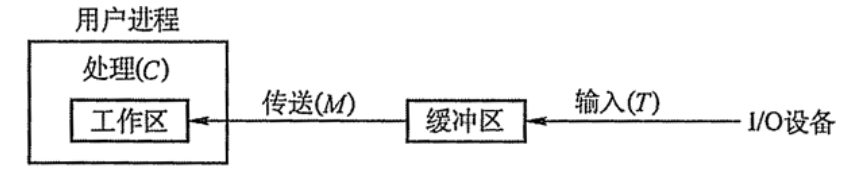 用户进程
处理(C)
工作区
传送(M)
缓冲区
输入(T)
I/O设备